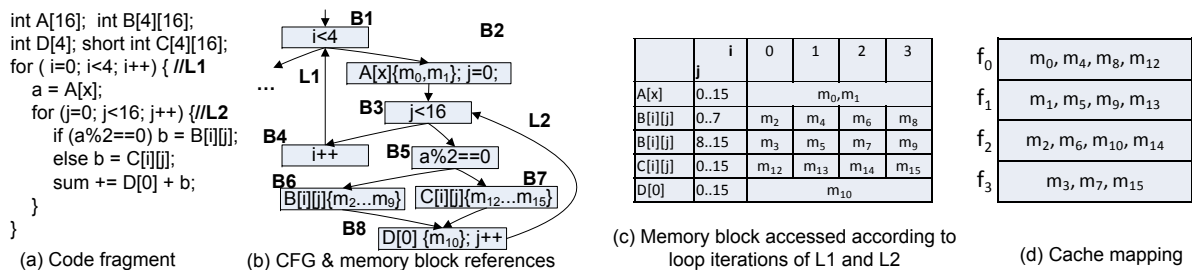 int A[16];  int B[4][16];
int D[4]; short int C[4][16];
for ( i=0; i<4; i++) { //L1
a = A[x];
for (j=0; j<16; j++) {//L2
if (a%2==0) b = B[i][j];
else b = C[i][j];
sum += D[0] + b;
}
}
(a) Code fragment
B1
i<4
B2
L1
A[x]{m0,m1}; j=0;
...
B3
j<16
L2
B4
i++
B5
a%2==0
B6
B[i][j]{m2...m9}
B7
C[i][j]{m12...m15}
B8
D[0] {m10}; j++
(b) CFG & memory block references
i 0 1 2 3
j
A[x] 0..15 m0,m1
B[i][j] 0..7 m2 m4 m6 m8
B[i][j] 8..15 m3 m5 m7 m9
C[i][j] 0..15 m12 m13 m14 m15
D[0] 0..15 m10
(c) Memory block accessed according to
loop iterations of L1 and L2
f0 m0, m4, m8, m12
f1 m1, m5, m9, m13
f2 m2, m6, m10, m14
f3 m3, m7, m15
(d) Cache mapping